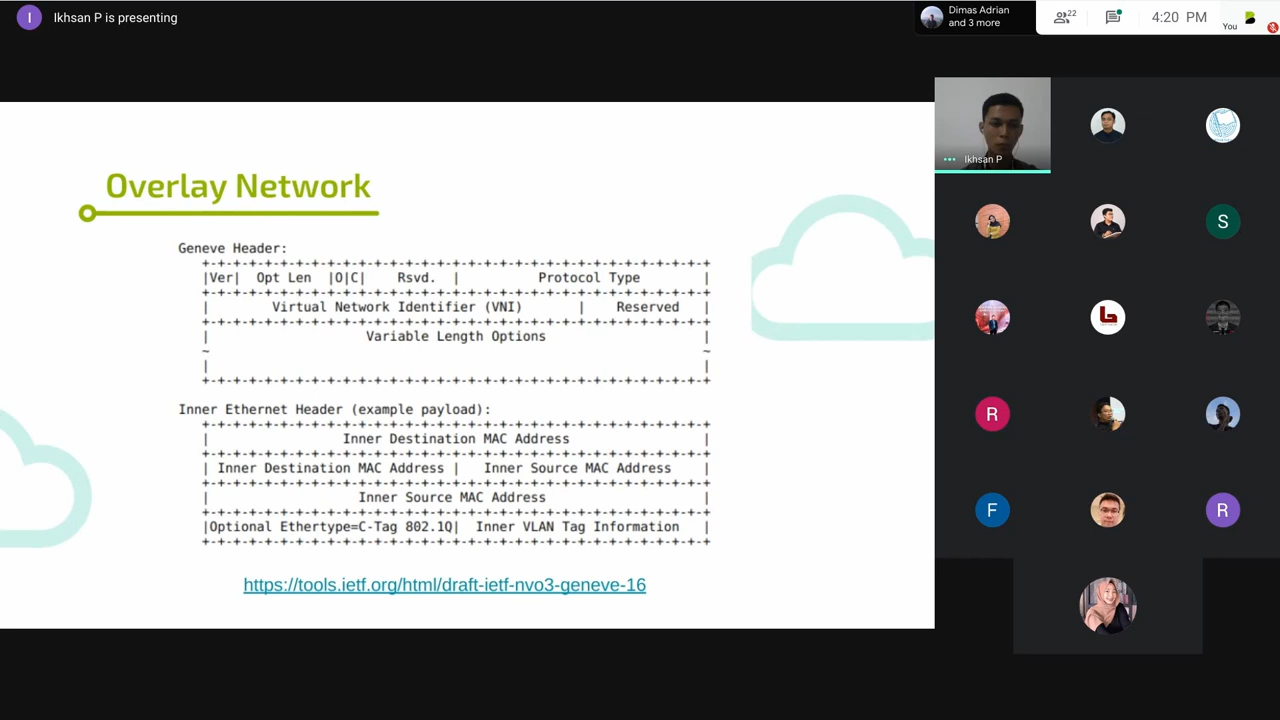 I
Ikhsan P is presenting
Dimas Adrian
and 3 more
22
4:20 PM
You
Overlay Network
Geneve Header:
+-+-+-+-+-+-+-+-+-+-+-+-+-+-+-+-+-+-+-+-+-+-+-+-+-+-+-+-+-+-+-+-+
|Ver| Opt Len |O|C| Rsvd. | Protocol Type |
+-+-+-+-+-+-+-+-+-+-+-+-+-+-+-+-+-+-+-+-+-+-+-+-+-+-+-+-+-+-+-+-+
| Virtual Network Identifier (VNI) | Reserved |
+-+-+-+-+-+-+-+-+-+-+-+-+-+-+-+-+-+-+-+-+-+-+-+-+-+-+-+-+-+-+-+-+
| Variable Length Options |
~ ~
| |
+-+-+-+-+-+-+-+-+-+-+-+-+-+-+-+-+-+-+-+-+-+-+-+-+-+-+-+-+-+-+-+-+
Inner Ethernet Header (example payload):
+-+-+-+-+-+-+-+-+-+-+-+-+-+-+-+-+-+-+-+-+-+-+-+-+-+-+-+-+-+-+-+-+
| Inner Destination MAC Address |
+-+-+-+-+-+-+-+-+-+-+-+-+-+-+-+-+-+-+-+-+-+-+-+-+-+-+-+-+-+-+-+-+
| Inner Destination MAC Address | Inner Source MAC Address |
+-+-+-+-+-+-+-+-+-+-+-+-+-+-+-+-+-+-+-+-+-+-+-+-+-+-+-+-+-+-+-+-+
| Inner Source MAC Address |
+-+-+-+-+-+-+-+-+-+-+-+-+-+-+-+-+-+-+-+-+-+-+-+-+-+-+-+-+-+-+-+-+
|Optional Ethertype=C-Tag 802.1Q| Inner VLAN Tag Information |
+-+-+-+-+-+-+-+-+-+-+-+-+-+-+-+-+-+-+-+-+-+-+-+-+-+-+-+-+-+-+-+-+
https://tools.ietf.org/html/draft-ietf-nvo3-geneve-16
Ikhsan P
S
R
F
R